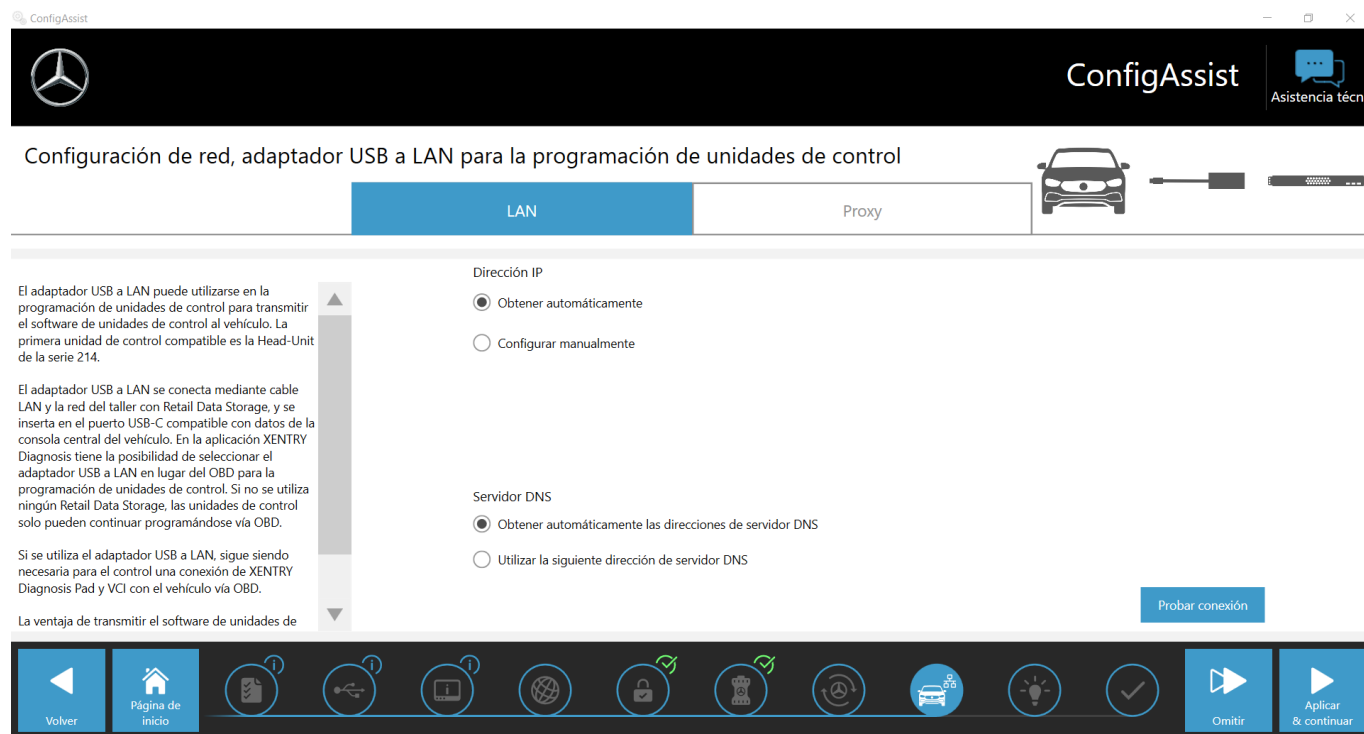 ConfigAssist
ConfigAssist
Asistencia técn
Configuración de red, adaptador USB a LAN para la programación de unidades de control
LAN
Proxy
El adaptador USB a LAN puede utilizarse en la
programación de unidades de control para transmitir
el software de unidades de control al vehículo. La
primera unidad de control compatible es la Head-Unit
de la serie 214.
El adaptador USB a LAN se conecta mediante cable
LAN y la red del taller con Retail Data Storage, y se
inserta en el puerto USB-C compatible con datos de la
consola central del vehículo. En la aplicación XENTRY
Diagnosis tiene la posibilidad de seleccionar el
adaptador USB a LAN en lugar del OBD para la
programación de unidades de control. Si no se utiliza
ningún Retail Data Storage, las unidades de control
solo pueden continuar programándose vía OBD.
Si se utiliza el adaptador USB a LAN, sigue siendo
necesaria para el control una conexión de XENTRY
Diagnosis Pad y VCI con el vehículo vía OBD.
La ventaja de transmitir el software de unidades de
Dirección IP
Obtener automáticamente
Configurar manualmente
Servidor DNS
Obtener automáticamente las direcciones de servidor DNS
Utilizar la siguiente dirección de servidor DNS
Probar conexión
Volver
Página de
inicio
Omitir
Aplicar
& continuar